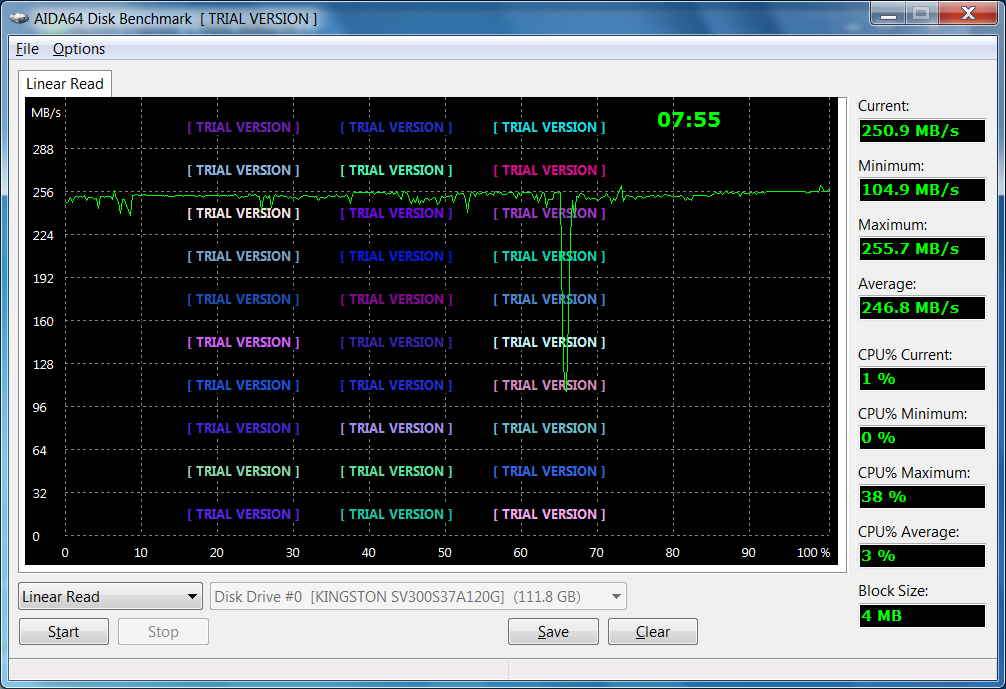 AIDA64 Disk Benchmark [ TRIAL VERSION ]
File Options
Linear Read
MB/s
[ TRIAL VERSION ] [ TRIAL VERSION ] [ TRIAL VERSION ] 07:55
288
[ TRIAL VERSION ] [ TRIAL VERSION ] [ TRIAL VERSION ]
256
[ TRIAL VERSION ] [ TRIAL VERSION ] [ TRIAL VERSION ]
224
[ TRIAL VERSION ] [ TRIAL VERSION ] [ TRIAL VERSION ]
192
[ TRIAL VERSION ] [ TRIAL VERSION ] [ TRIAL VERSION ]
160
[ TRIAL VERSION ] [ TRIAL VERSION ] [ TRIAL VERSION ]
128
[ TRIAL VERSION ] [ TRIAL VERSION ] [ TRIAL VERSION ]
96
[ TRIAL VERSION ] [ TRIAL VERSION ] [ TRIAL VERSION ]
64
[ TRIAL VERSION ] [ TRIAL VERSION ] [ TRIAL VERSION ]
32
[ TRIAL VERSION ] [ TRIAL VERSION ] [ TRIAL VERSION ]
0
0 10 20 30 40 50 60 70 80 90 100 %
Current:
250.9 MB/s
Minimum:
104.9 MB/s
Maximum:
255.7 MB/s
Average:
246.8 MB/s
CPU% Current:
1 %
CPU% Minimum:
0 %
CPU% Maximum:
38 %
CPU% Average:
3 %
Block Size:
4 MB
Linear Read Disk Drive #0 [KINGSTON SV300S37A120G] (111.8 GB)
Start Stop Save Clear